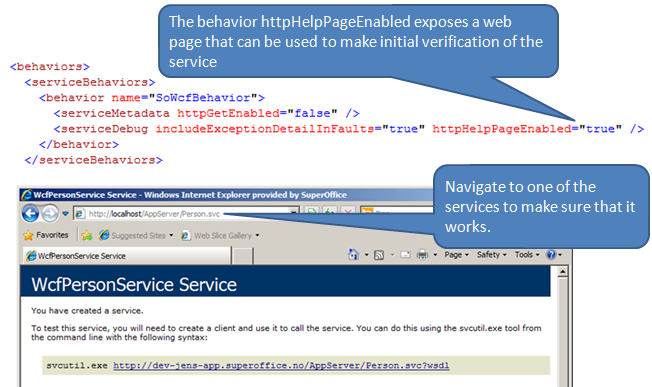 The behavior httpHelpPageEnabled exposes a web
page that can be used to make initial verification of the
service
<behaviors>
<serviceBehaviors>
<behavior name="SoWcfBehavior">
<serviceMetadata httpGetEnabled="false" />
<serviceDebug includeExceptionDetailInFaults="true" httpHelpPageEnabled="true" />
</behavior>
</serviceBehaviors>
Navigate to one of the
services to make sure that it
works.
WcfPersonService Service - Windows Internet Explorer provided by SuperOffice
http://localhost/AppServer/Person.svc
Favorites Suggested Sites Web Slice Gallery
WcfPersonService Service Page Safety Tools
WcfPersonService Service
You have created a service.
To test this service, you will need to create a client and use it to call the service. You can do this using the svcutil.exe tool from
the command line with the following syntax:
svcutil.exe http://dev-jens-app.superoffice.no/AppServer/Person.svc?wsdl